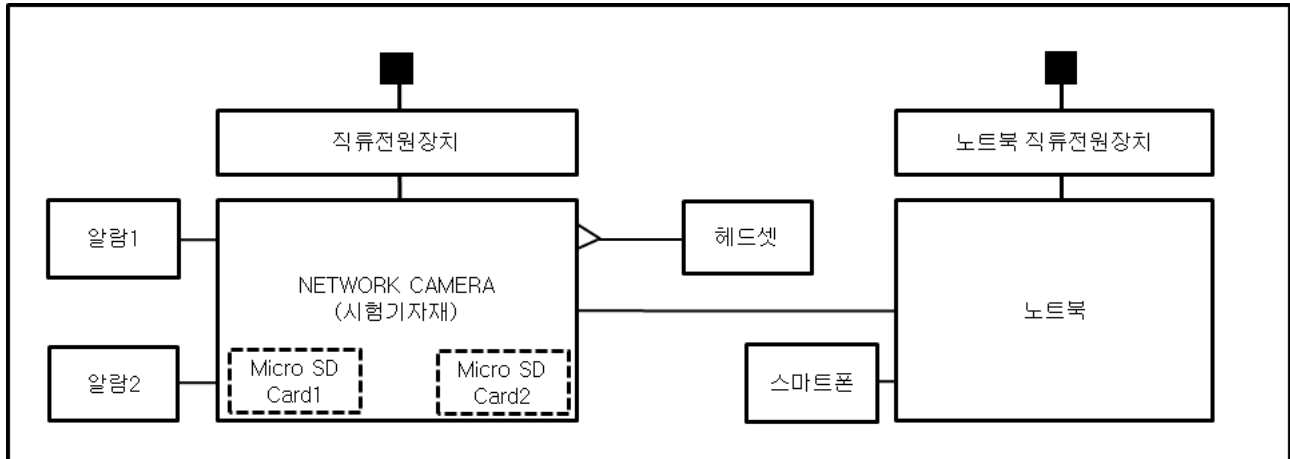 직류전원장치
노트북 직류전원장치
알람1
헤드셋
NETWORK CAMERA
(시험기자재)
노트북
알람2
Micro SD
Card1
Micro SD
Card2
스마트폰